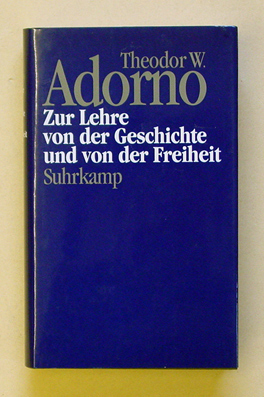 Theodor W.
Adorno
Zur Lehre
von der Geschichte
und von der Freiheit
Suhrkamp